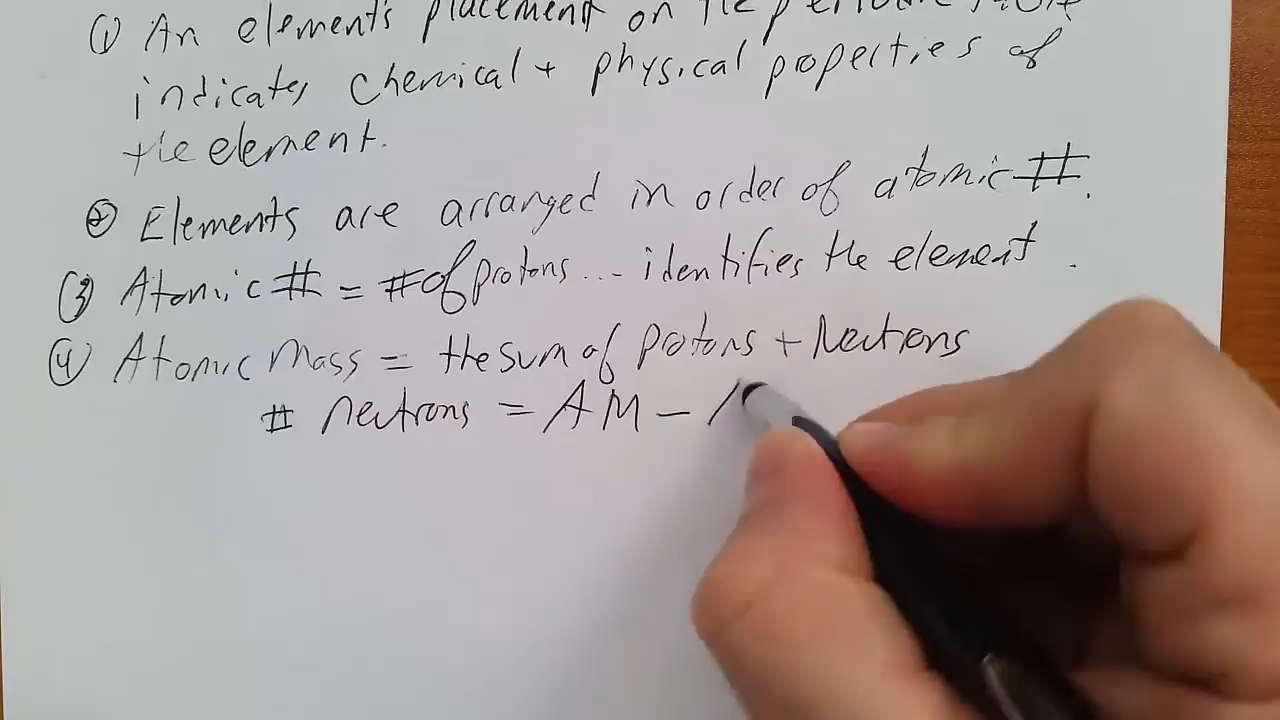 ① An element's placement on the periodic table
indicates chemical + physical properties of
the element.
② Elements are arranged in order of atomic #.
③ Atomic # = # of protons... identifies the element.
④ Atomic Mass = the sum of protons + Neutrons
# neutrons = AM -